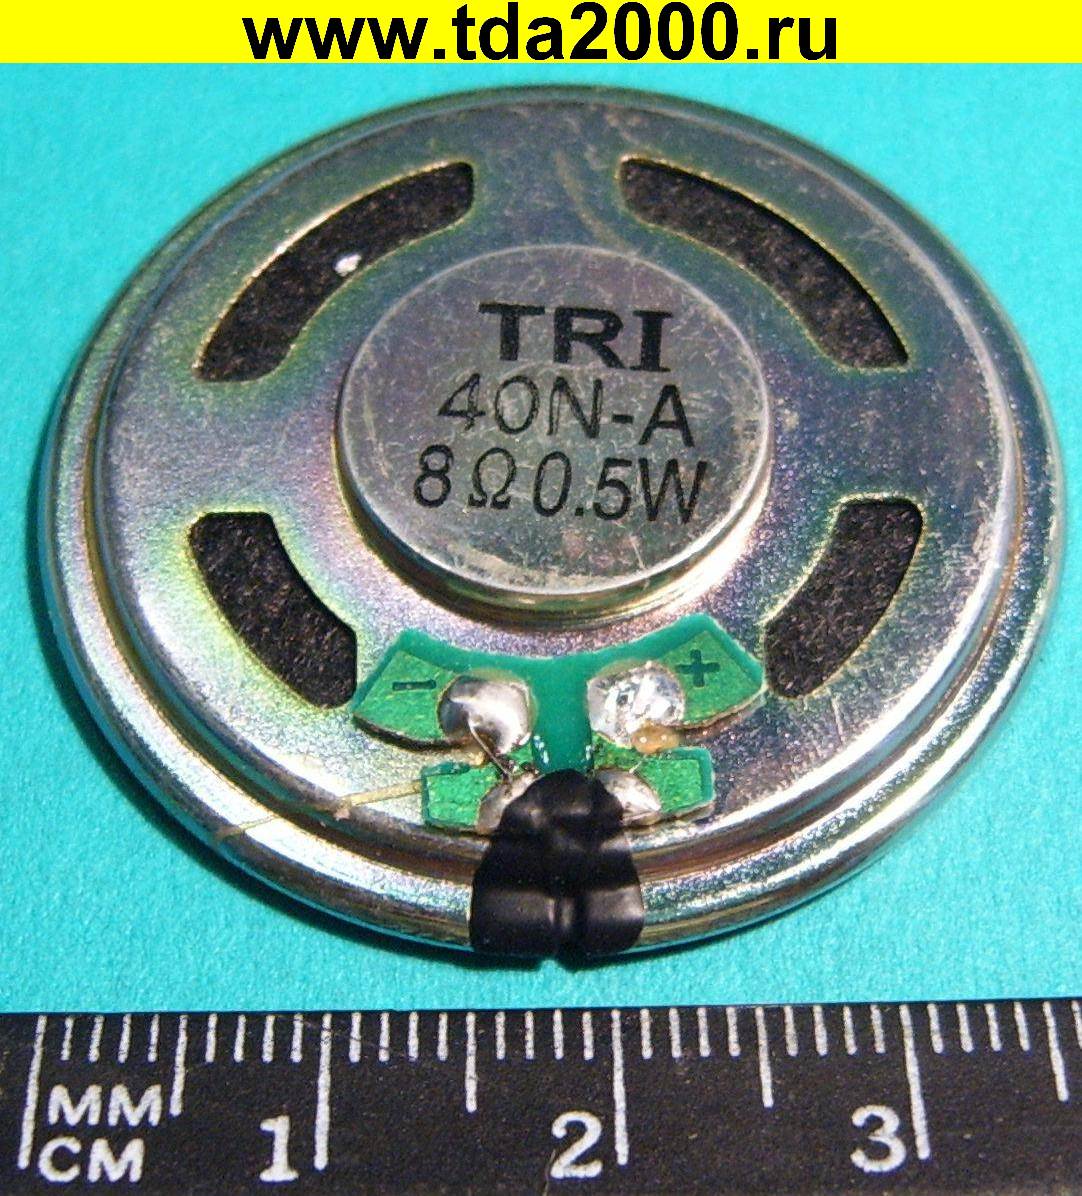 www.tda2000.ru
TRI
40N-A
8Ω0.5W
- +
MM
CM 1 2 3